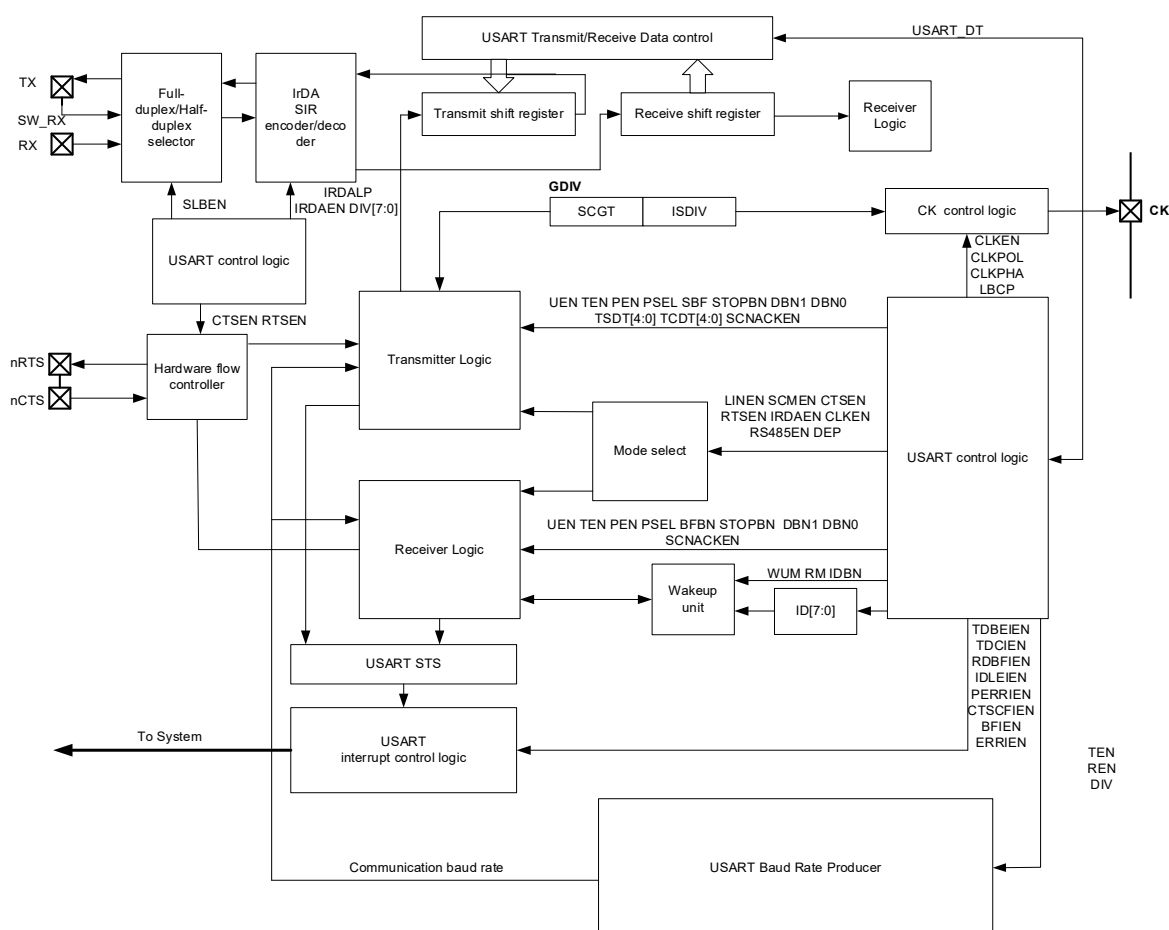 USART Transmit/Receive Data control
USART_DT
TX
SW_RX
RX
Full-
duplex/Half-
duplex
selector
IrDA
SIR
encoder/deco
der
Transmit shift register
Receive shift register
Receiver
Logic
SLBEN
IRDALP
IRDAEN DIV[7:0]
GDIV
SCGT
ISDIV
CK control logic
CK
USART control logic
CLKEN
CLKPOL
CLKPHA
LBCP
CTSEN RTSEN
UEN TEN PEN PSEL SBF STOPBN DBN1 DBN0
TSDT[4:0] TCDT[4:0] SCNACKEN
nRTS
nCTS
Hardware flow
controller
Transmitter Logic
LINEN SCMEN CTSEN
RTSEN IRDAEN CLKEN
RS485EN DEP
Mode select
USART control logic
UEN TEN PEN PSEL BFBN STOPBN DBN1 DBN0
SCNACKEN
Receiver Logic
WUM RM IDBN
Wakeup
unit
ID[7:0]
TDBEIEN
TDCIEN
RDBFIEN
IDLEIEN
PERRIEN
CTSCFIEN
BFIEN
ERRIEN
USART STS
To System
USART
interrupt control logic
TEN
REN
DIV
Communication baud rate
USART Baud Rate Producer